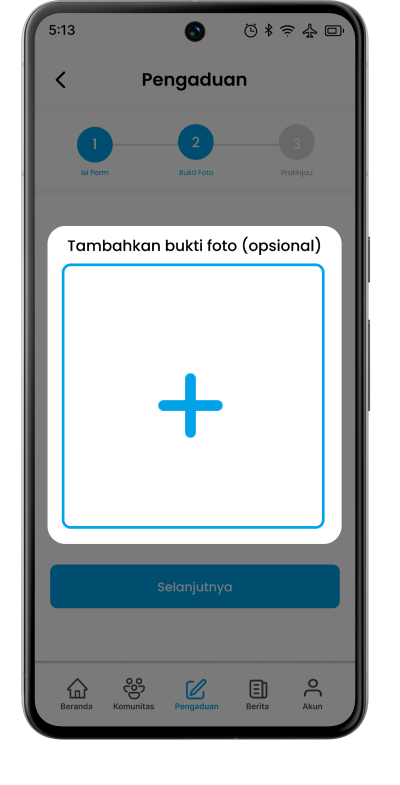 5:13
Pengaduan
1
2
3
Isi Form
Bukti Foto
Protinjau
Tambahkan bukti foto (opsional)
Selanjutnya
Beranda
Komunitas
Pengaduan
Berita
Akun